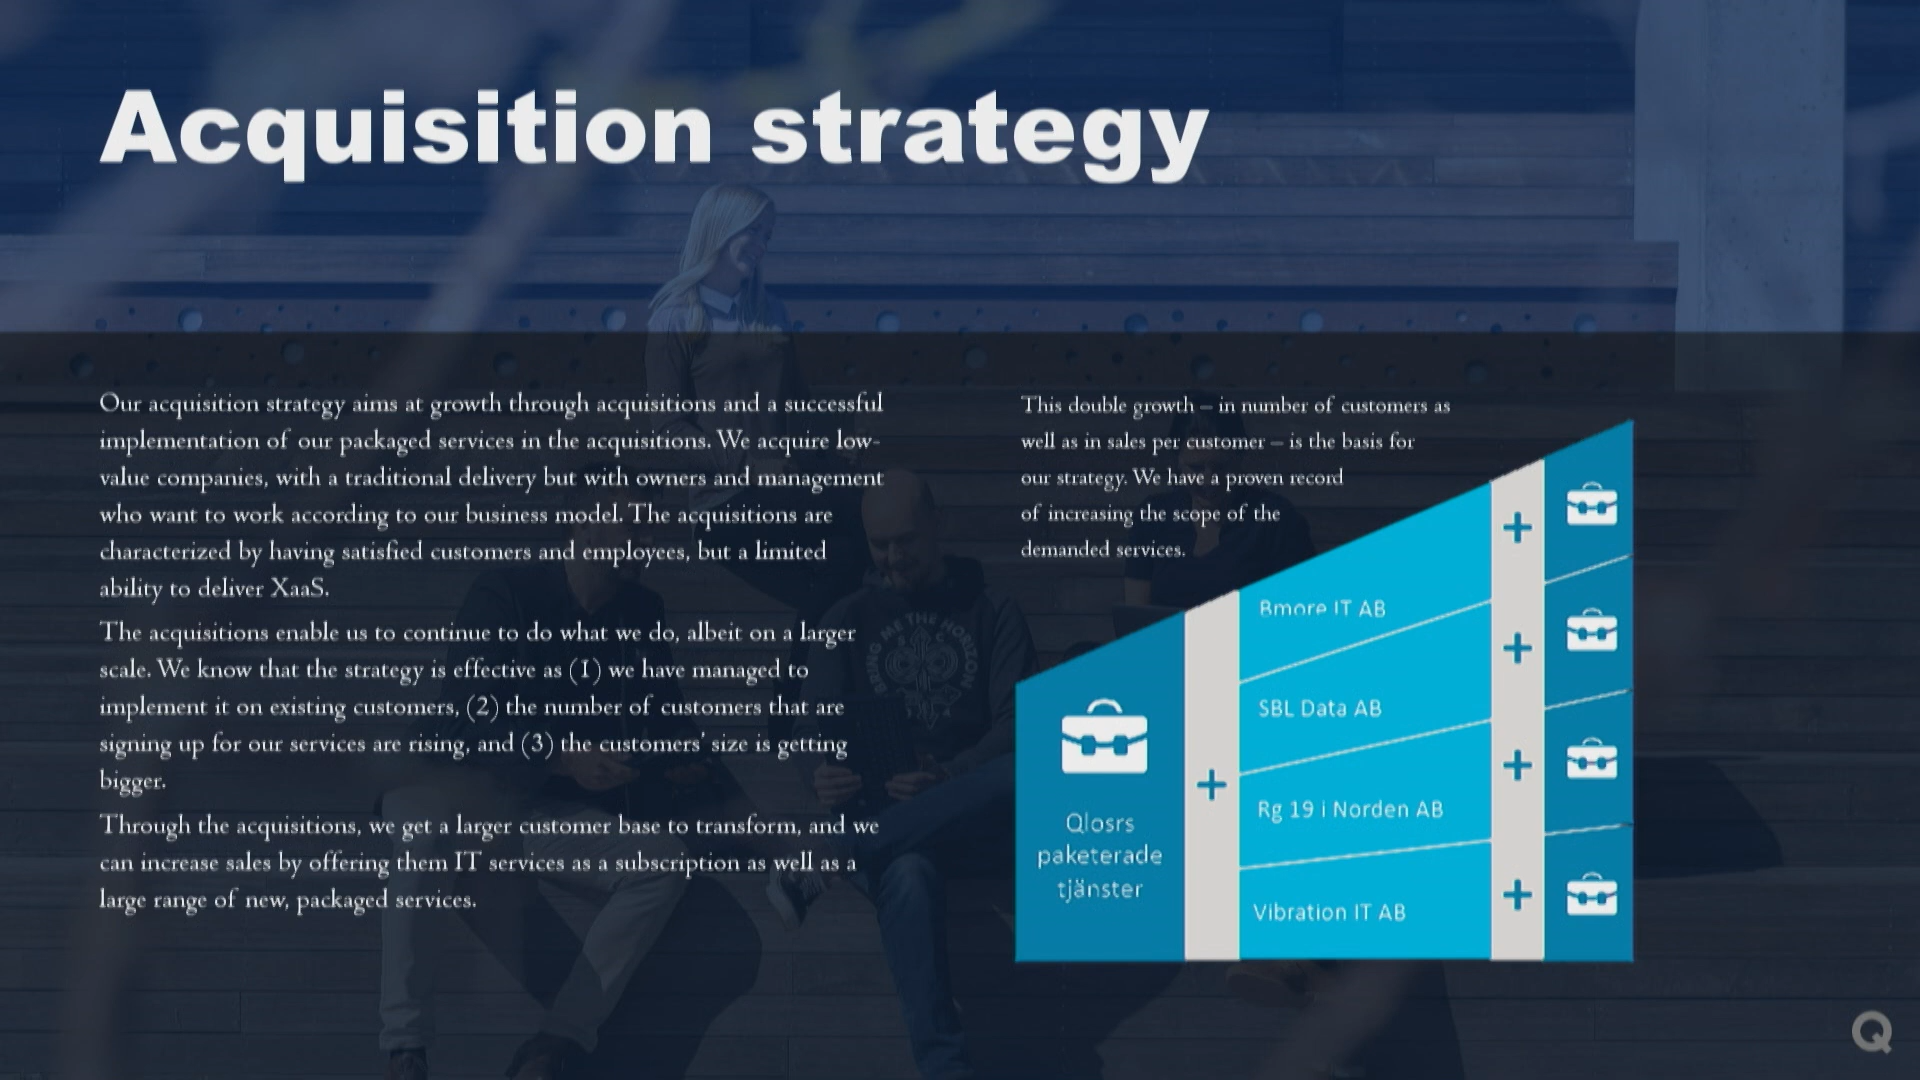 Acquisition strategy
Our acquisition strategy aims at growth through acquisitions and a successful
implementation of our packaged services in the acquisitions. We acquire low-
value companies, with a traditional delivery but with owners and management
who want to work according to our business model. The acquisitions are
characterized by having satisfied customers and employees, but a limited
ability to deliver XaaS.
The acquisitions enable us to continue to do what we do, albeit on a larger
scale. We know that the strategy is effective as (1) we have managed to
implement it on existing customers, (2) the number of customers that are
signing up for our services are rising, and (3) the customers' size is getting
bigger.
Through the acquisitions, we get a larger customer base to transform, and we
can increase sales by offering them IT services as a subscription as well as a
large range of new, packaged services.
This double growth – in number of customers as
well as in sales per customer – is the basis for
our strategy. We have a proven record
of increasing the scope of the
demanded services.
Qlosrs
paketerade
tjänster
+
Bmore IT AB
SBL Data AB
Rg 19 i Norden AB
Vibration IT AB
+
+
+
+
BRING ME THE HORIZON
Q